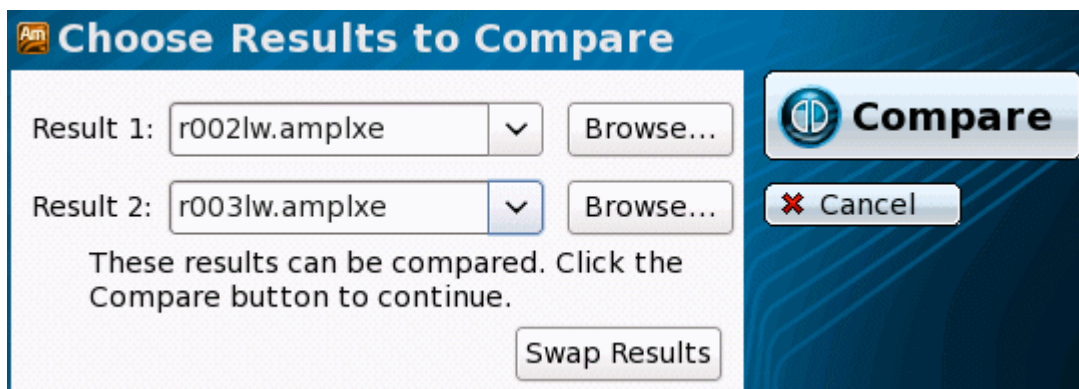 Am Choose Results to Compare
Result 1: r002lw.amplxe Browse... Compare
Result 2: r003lw.amplxe Browse... Cancel
These results can be compared. Click the
Compare button to continue.
Swap Results